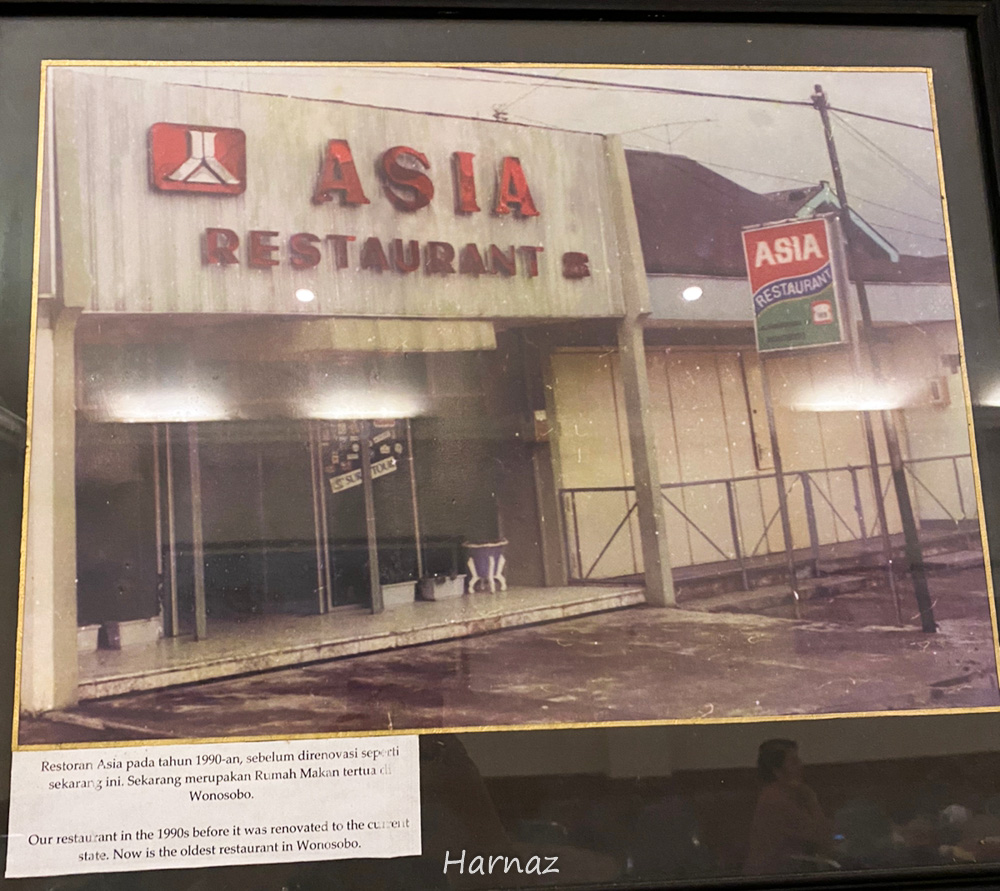 ASIA
RESTAURANT &
ASIA
RESTAURANT
TOUR
Restoran Asia pada tahun 1990-an, sebelum direnovasi seperti
sekarang ini. Sekarang merupakan Rumah Makan tertua di
Wonosobo.
Our restaurant in the 1990s before it was renovated to the current
state. Now is the oldest restaurant in Wonosobo.
Harnaz